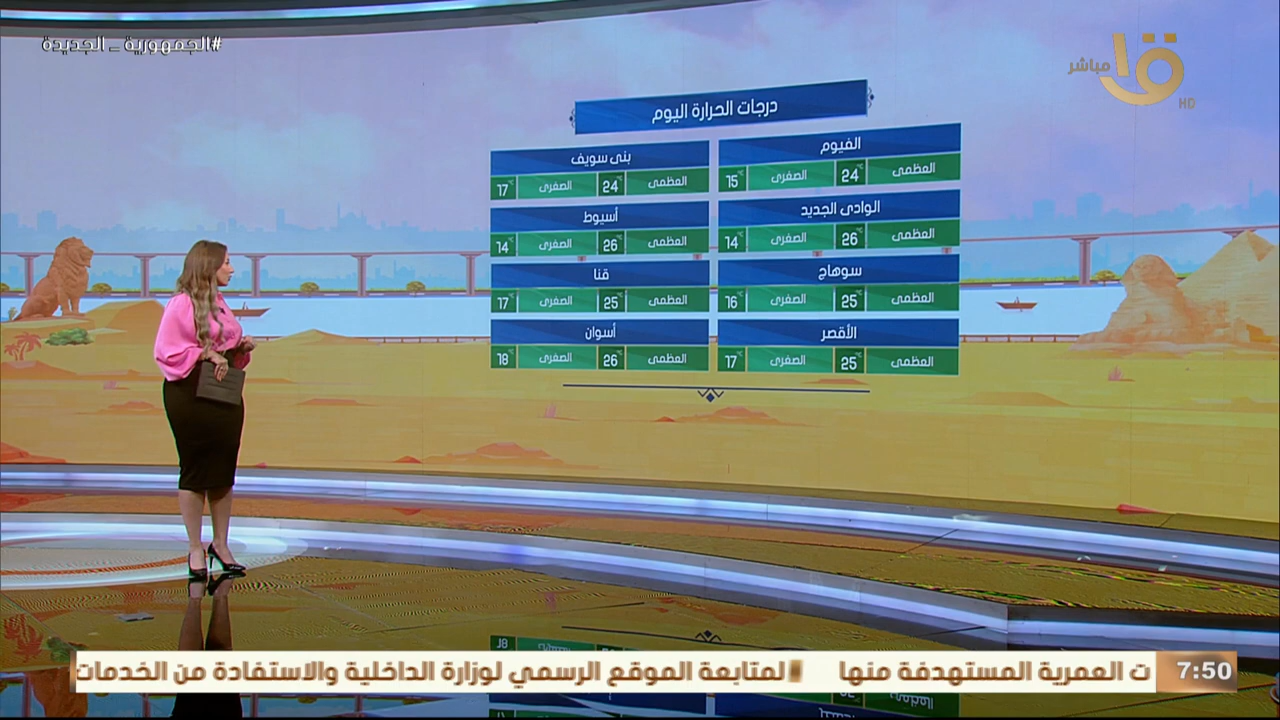 #الجمهورية_الجديدة
مباشر
HD
درجات الحرارة اليوم
الفيوم
العظمى 24°C الصغرى 15°C
بنى سويف
العظمى 24°C الصغرى 17°C
الوادى الجديد
العظمى 26°C الصغرى 14°C
أسيوط
العظمى 26°C الصغرى 14°C
سوهاج
العظمى 25°C الصغرى 16°C
قنا
العظمى 25°C الصغرى 17°C
الأقصر
العظمى 25°C الصغرى 17°C
أسوان
العظمى 26°C الصغرى 18°C
7:50
ت العمرية المستهدفة منها لمتابعة الموقع الرسمي لوزارة الداخلية والاستفادة من الخدمات